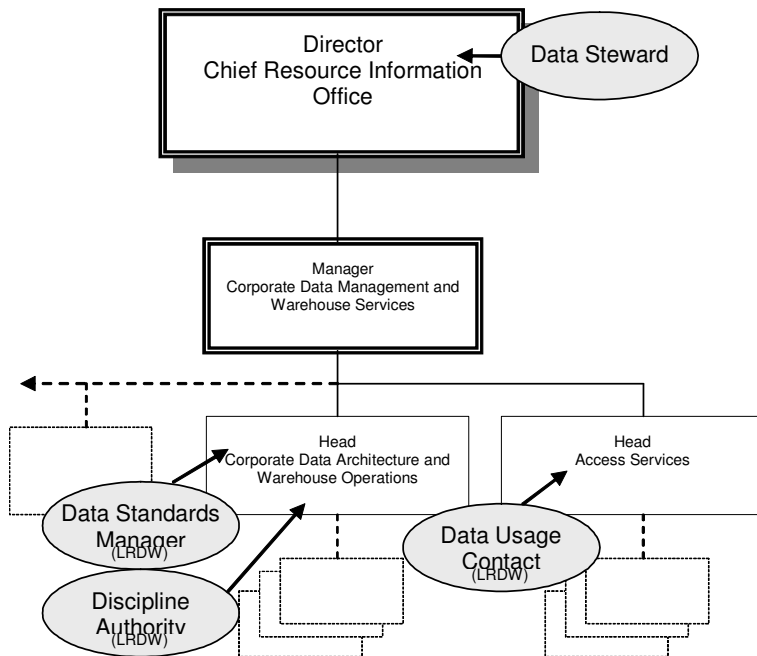 Director
Chief Resource Information
Office
Data Steward
Manager
Corporate Data Management and
Warehouse Services
Head
Corporate Data Architecture and
Warehouse Operations
Head
Access Services
Data Standards
Manager
(LRDW)
Data Usage
Contact
(LRDW)
Discipline
Authority
(LRDW)